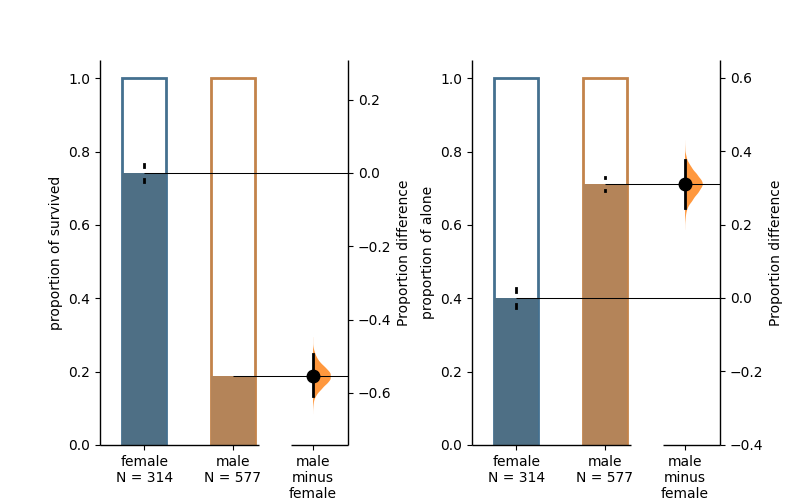 proportion of survived
1.0
0.8
0.6
0.4
0.2
0.0
female
N = 314
male
N = 577
male
minus
female
0.2
0.0
−0.2
−0.4
−0.6
Proportion difference
proportion of alone
1.0
0.8
0.6
0.4
0.2
0.0
female
N = 314
male
N = 577
male
minus
female
0.6
0.4
0.2
0.0
−0.2
−0.4
Proportion difference